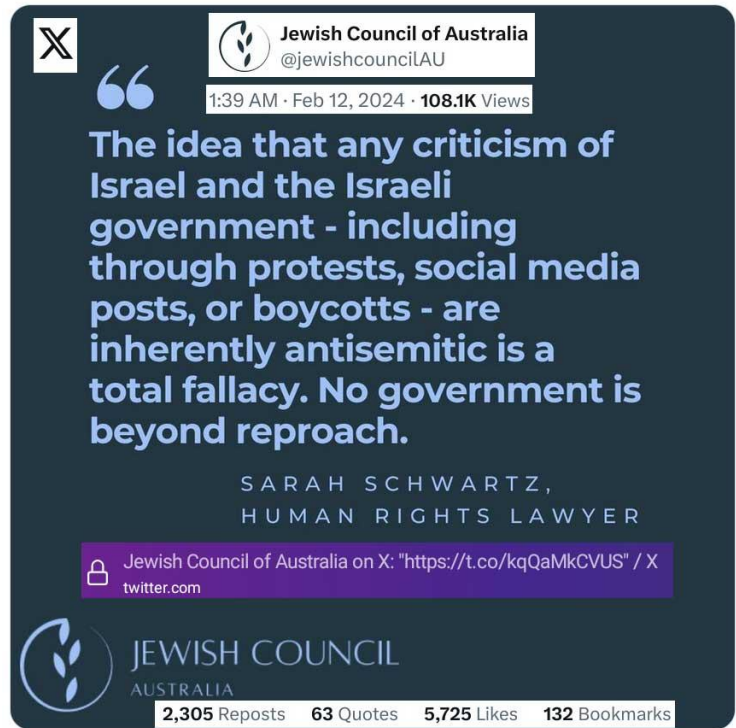 X
Jewish Council of Australia
@jewishcouncilAU
1:39 AM · Feb 12, 2024 · 108.1K Views
“
The idea that any criticism of
Israel and the Israeli
government - including
through protests, social media
posts, or boycotts - are
inherently antisemitic is a
total fallacy. No government is
beyond reproach.
SARAH SCHWARTZ,
HUMAN RIGHTS LAWYER
Jewish Council of Australia on X: "https://t.co/kqQaMkCVUS" / X
twitter.com
JEWISH COUNCIL
AUSTRALIA
2,305 Reposts 63 Quotes 5,725 Likes 132 Bookmarks